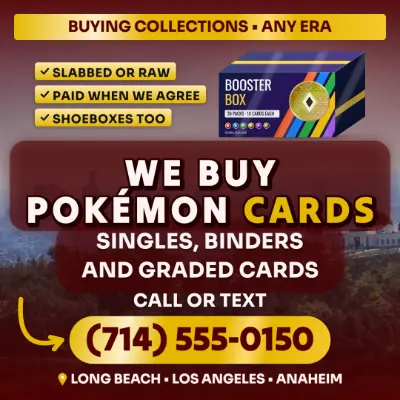 BUYING COLLECTIONS • ANY ERA
✓ SLABBED OR RAW
✓ PAID WHEN WE AGREE
✓ SHOEBOXES TOO
BOOSTER
BOX
WE BUY
POKÉMON CARDS
SINGLES, BINDERS
AND GRADED CARDS
CALL OR TEXT
(714) 555-0150
LONG BEACH • LOS ANGELES • ANAHEIM